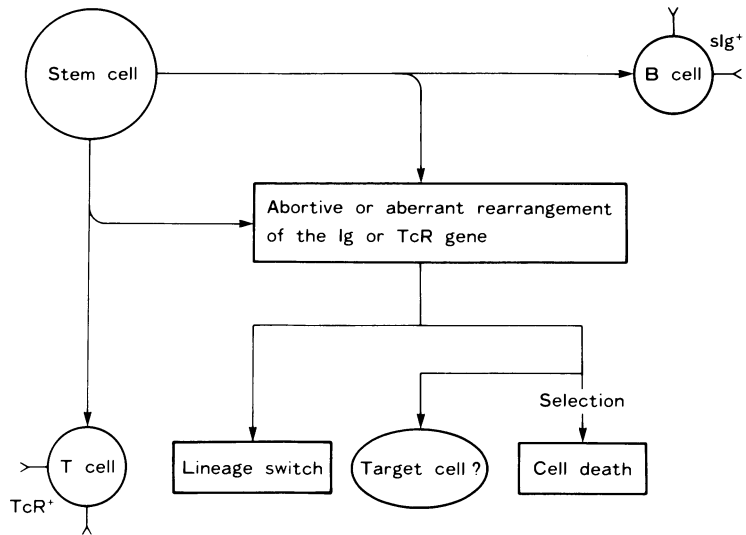 Stem cell
B cell
sIg⁺
Abortive or aberrant rearrangement
of the Ig or TcR gene
Selection
T cell
TcR⁺
Lineage switch
Target cell ?
Cell death